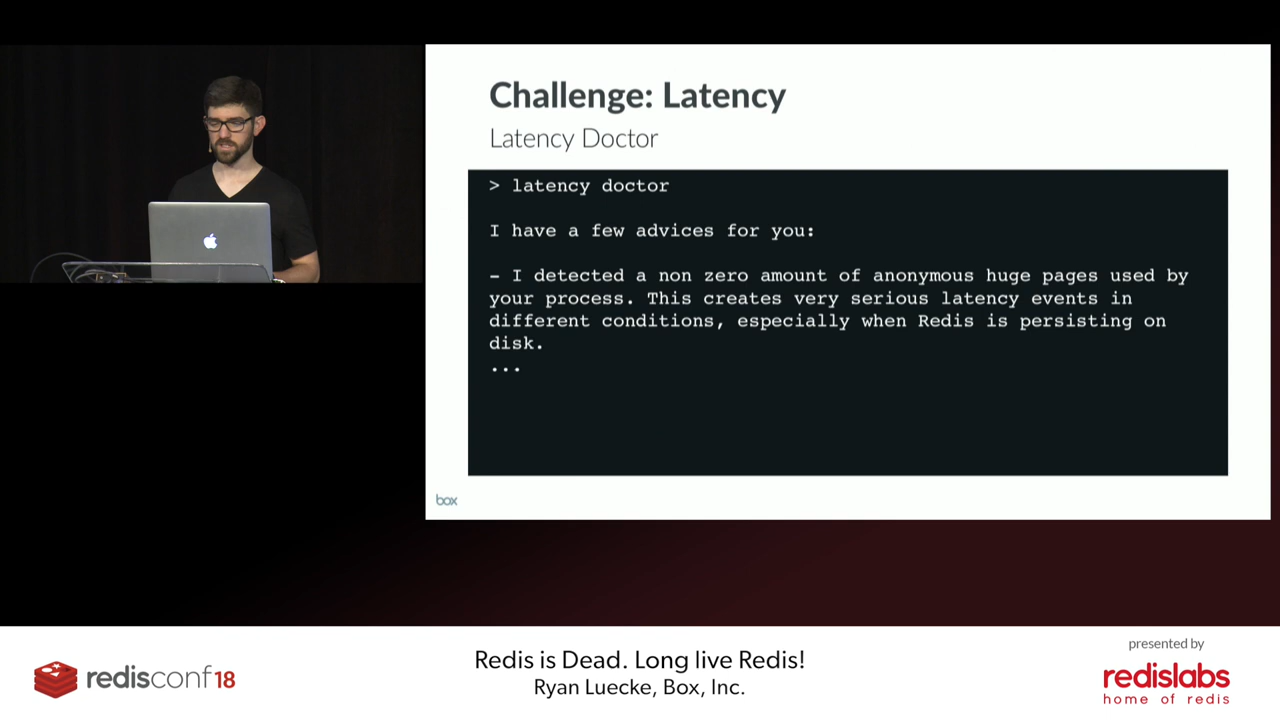 Challenge: Latency
Latency Doctor
> latency doctor
I have a few advices for you:
- I detected a non zero amount of anonymous huge pages used by
your process. This creates very serious latency events in
different conditions, especially when Redis is persisting on
disk.
...
box
redisconf18
Redis is Dead. Long live Redis!
Ryan Luecke, Box, Inc.
presented by
redislabs
home of redis